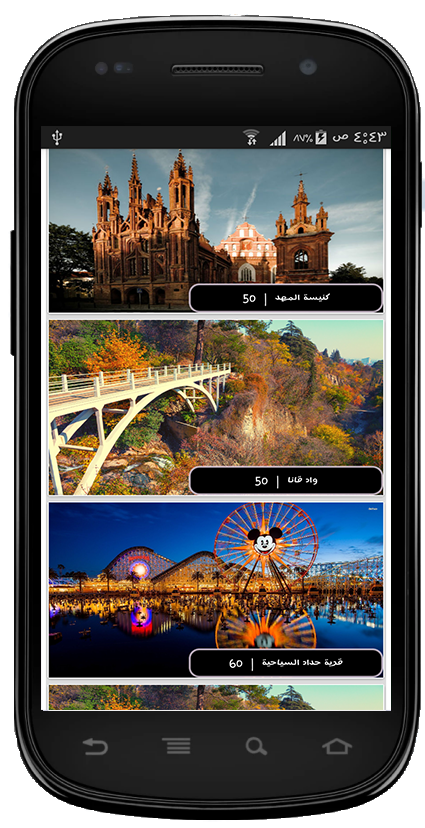 ٨٧% ص ٤:٤٣
كنيسة المهد | 50
واد قانا | 50
قرية حداد السياحية | 60